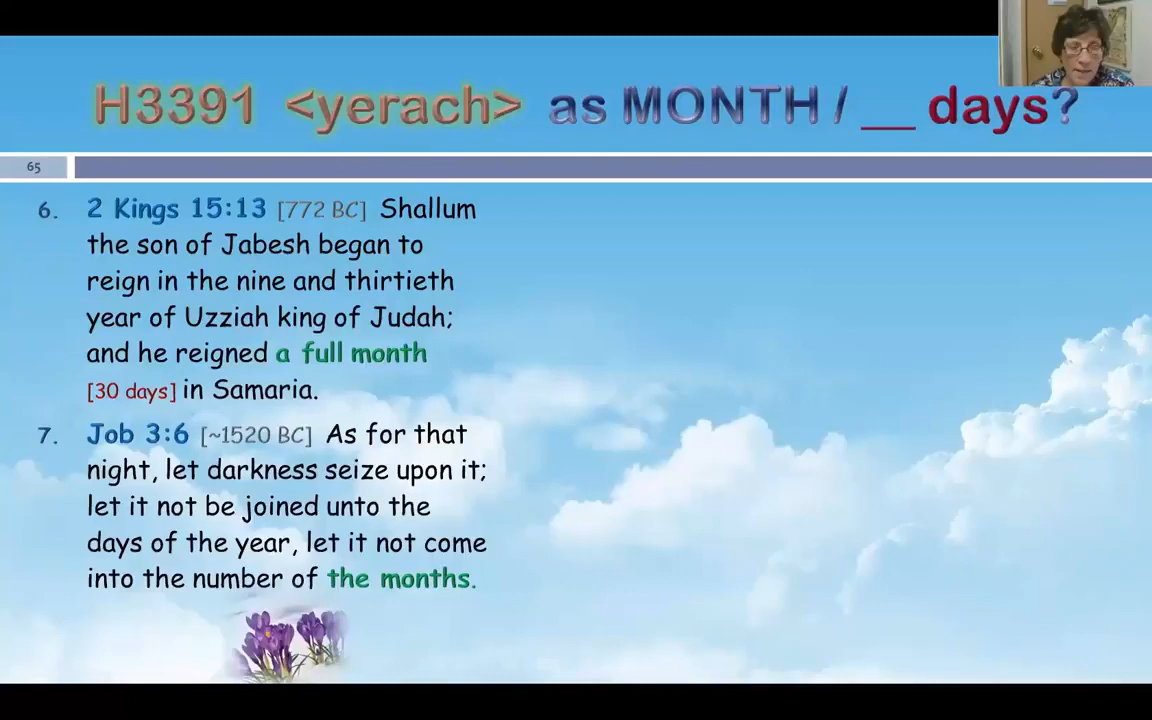 H3391 <yerach> as MONTH / __ days?
65
6. 2 Kings 15:13 [772 BC] Shallum
the son of Jabesh began to
reign in the nine and thirtieth
year of Uzziah king of Judah;
and he reigned a full month
[30 days] in Samaria.
7. Job 3:6 [~1520 BC] As for that
night, let darkness seize upon it;
let it not be joined unto the
days of the year, let it not come
into the number of the months.